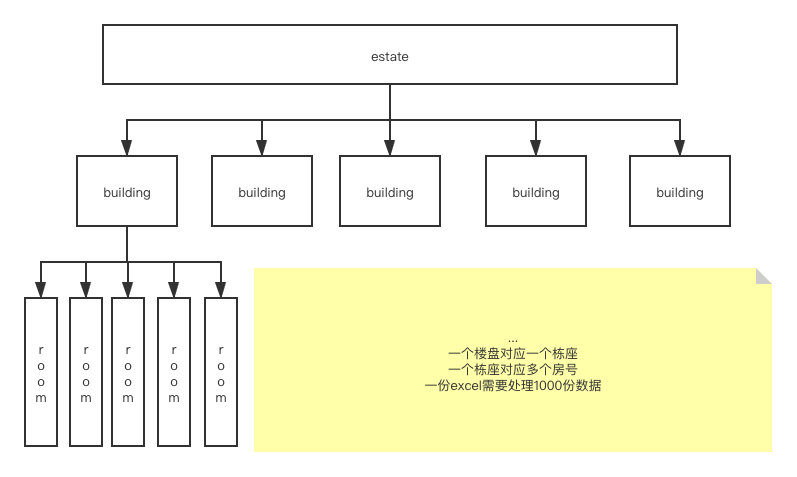 estate
building
building
building
building
building
room
room
room
room
room
...
一个楼盘对应一个栋座
一个栋座对应多个房号
一份excel需要处理1000份数据